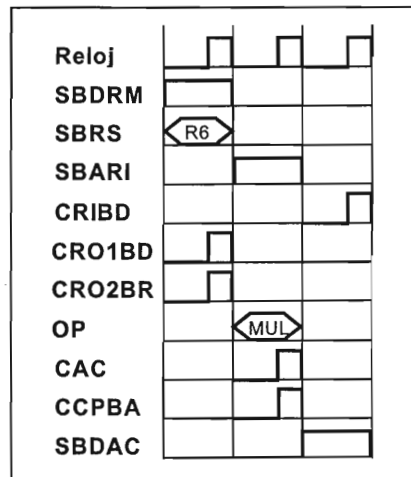 Reloj
SBDRM
SBRS R6
SBARI
CRIBD
CRO1BD
CRO2BR
OP MUL
CAC
CCPBA
SBDAC